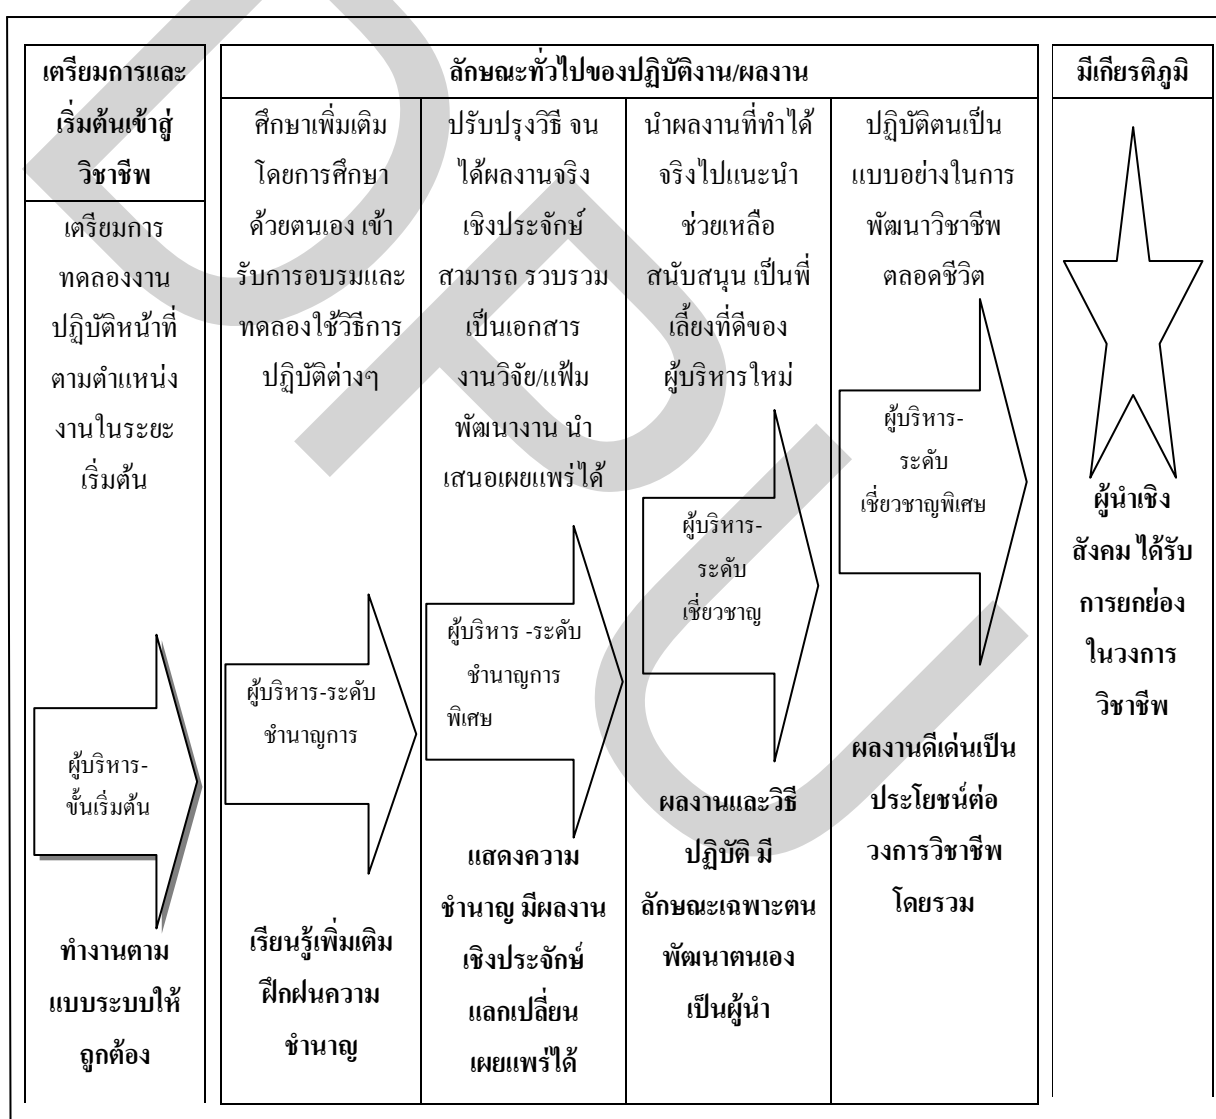 เตรียมการและ
เริ่มต้นเข้าสู่
วิชาชีพ
เตรียมการ
ทดลองงาน
ปฏิบัติหน้าที่
ตามตำแหน่ง
งานในระยะ
เริ่มต้น
ผู้บริหาร-
ขั้นเริ่มต้น
ทำงานตาม
แบบระบบให้
ถูกต้อง
ลักษณะทั่วไปของปฏิบัติงาน/ผลงาน
ศึกษาเพิ่มเติม
โดยการศึกษา
ด้วยตนเอง เข้า
รับการอบรมและ
ทดลองใช้วิธีการ
ปฏิบัติต่างๆ
ผู้บริหาร-ระดับ
ชำนาญการ
เรียนรู้เพิ่มเติม
ฝึกฝนความ
ชำนาญ
ปรับปรุงวิธี จน
ได้ผลงานจริง
เชิงประจักษ์
สามารถ รวบรวม
เป็นเอกสาร
งานวิจัย/แฟ้ม
พัฒนางาน นำ
เสนอเผยแพร่ได้
ผู้บริหาร -ระดับ
ชำนาญการ
พิเศษ
แสดงความ
ชำนาญ มีผลงาน
เชิงประจักษ์
แลกเปลี่ยน
เผยแพร่ได้
นำผลงานที่ทำได้
จริงไปแนะนำ
ช่วยเหลือ
สนับสนุน เป็นพี่
เลี้ยงที่ดีของ
ผู้บริหารใหม่
ผู้บริหาร-
ระดับ
เชี่ยวชาญ
ผลงานและวิธี
ปฏิบัติ มี
ลักษณะเฉพาะตน
พัฒนาตนเอง
เป็นผู้นำ
ปฏิบัติตนเป็น
แบบอย่างในการ
พัฒนาวิชาชีพ
ตลอดชีวิต
ผู้บริหาร-
ระดับ
เชี่ยวชาญพิเศษ
ผลงานดีเด่นเป็น
ประโยชน์ต่อ
วงการวิชาชีพ
โดยรวม
มีเกียรติภูมิ
ผู้นำเชิง
สังคม ได้รับ
การยกย่อง
ในวงการ
วิชาชีพ
DPU